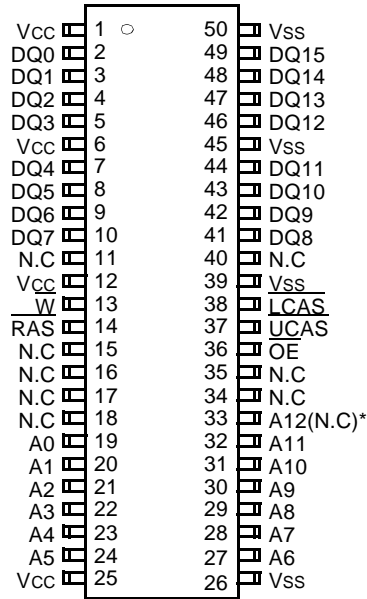 Vcc 1 50 Vss
DQ0 2 49 DQ15
DQ1 3 48 DQ14
DQ2 4 47 DQ13
DQ3 5 46 DQ12
Vcc 6 45 Vss
DQ4 7 44 DQ11
DQ5 8 43 DQ10
DQ6 9 42 DQ9
DQ7 10 41 DQ8
N.C 11 40 N.C
Vcc 12 39 Vss
W 13 38 LCAS
RAS 14 37 UCAS
N.C 15 36 OE
N.C 16 35 N.C
N.C 17 34 N.C
N.C 18 33 A12(N.C)*
A0 19 32 A11
A1 20 31 A10
A2 21 30 A9
A3 22 29 A8
A4 23 28 A7
A5 24 27 A6
Vcc 25 26 Vss